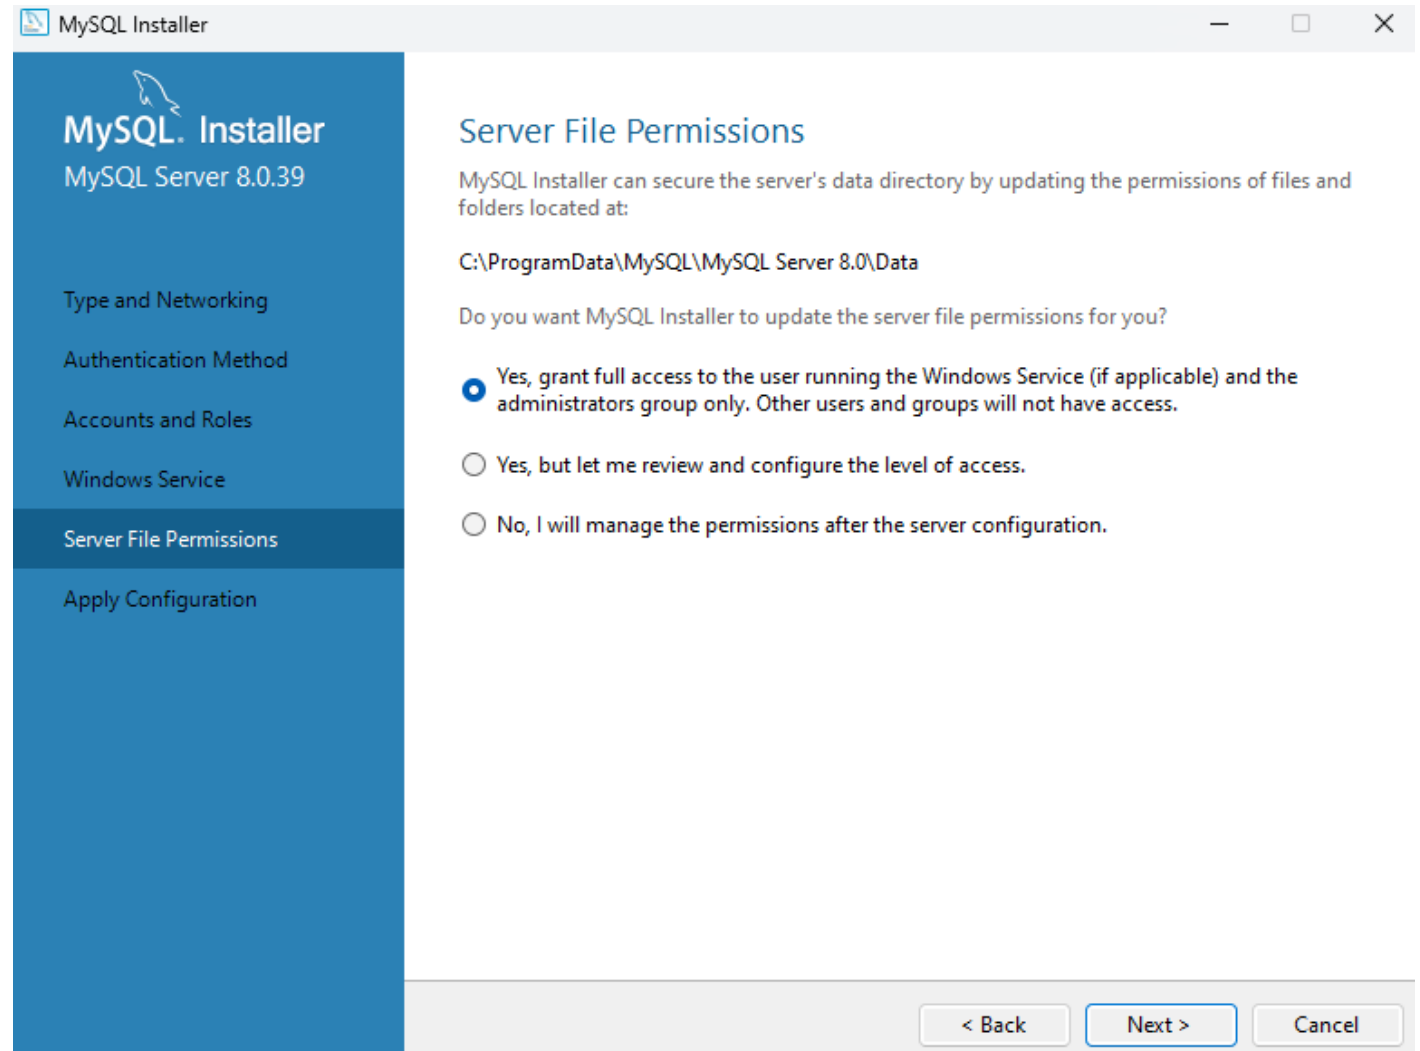 MySQL Installer
MySQL. Installer
MySQL Server 8.0.39
Type and Networking
Authentication Method
Accounts and Roles
Windows Service
Server File Permissions
Apply Configuration
Server File Permissions
MySQL Installer can secure the server's data directory by updating the permissions of files and
folders located at:
C:\ProgramData\MySQL\MySQL Server 8.0\Data
Do you want MySQL Installer to update the server file permissions for you?
Yes, grant full access to the user running the Windows Service (if applicable) and the
administrators group only. Other users and groups will not have access.
Yes, but let me review and configure the level of access.
No, I will manage the permissions after the server configuration.
< Back
Next >
Cancel